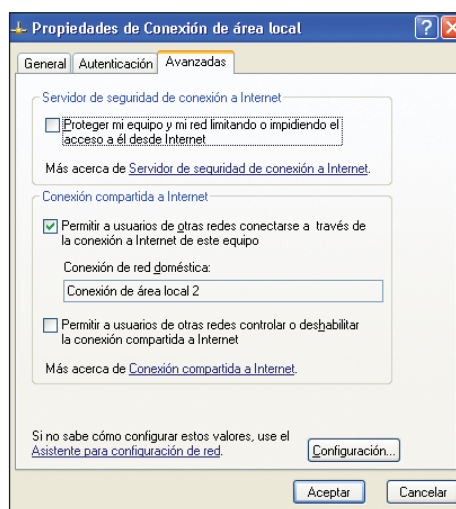 Propiedades de Conexión de área local
General
Autenticación
Avanzadas
Servidor de seguridad de conexión a Internet
Proteger mi equipo y mi red limitando o impidiendo el
acceso a él desde Internet
Más acerca de Servidor de seguridad de conexión a Internet.
Conexión compartida a Internet
Permitir a usuarios de otras redes conectarse a través de
la conexión a Internet de este equipo
Conexión de red doméstica:
Conexión de área local 2
Permitir a usuarios de otras redes controlar o deshabilitar
la conexión compartida a Internet
Más acerca de Conexión compartida a Internet.
Si no sabe cómo configurar estos valores, use el
Asistente para configuración de red.
Configuración...
Aceptar
Cancelar